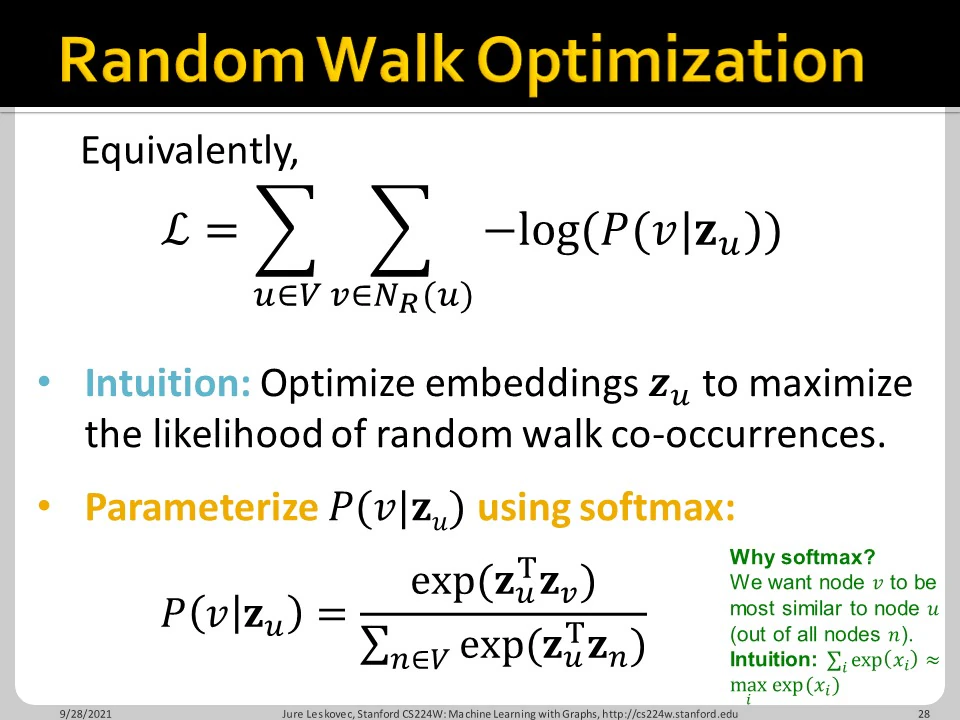 Random Walk Optimization
Equivalently,
ℒ = ∑_{u∈V} ∑_{v∈N_R(u)} −log(P(v|𝐳_u))
• Intuition: Optimize embeddings 𝒛_u to maximize
the likelihood of random walk co-occurrences.
• Parameterize P(v|𝐳_u) using softmax:
P(v|𝐳_u) = exp(𝐳_u^T 𝐳_v) / ∑_{n∈V} exp(𝐳_u^T 𝐳_n)
Why softmax?
We want node v to be
most similar to node u
(out of all nodes n).
Intuition: ∑_i exp(x_i) ≈
max_i exp(x_i)
9/28/2021
Jure Leskovec, Stanford CS224W: Machine Learning with Graphs, http://cs224w.stanford.edu
28